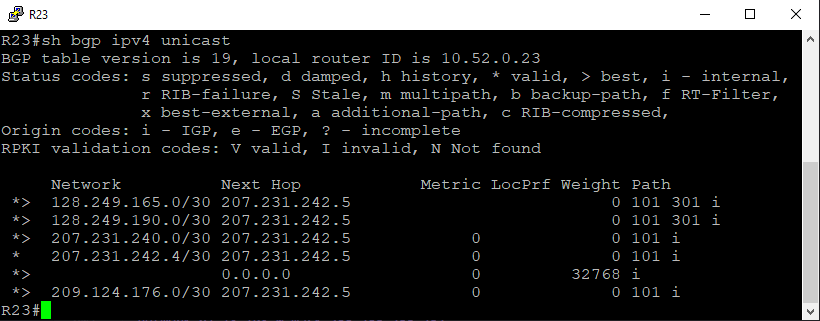 R23
R23#sh bgp ipv4 unicast
BGP table version is 19, local router ID is 10.52.0.23
Status codes: s suppressed, d damped, h history, * valid, > best, i - internal,
              r RIB-failure, S Stale, m multipath, b backup-path, f RT-Filter,
              x best-external, a additional-path, c RIB-compressed,
Origin codes: i - IGP, e - EGP, ? - incomplete
RPKI validation codes: V valid, I invalid, N Not found

     Network          Next Hop            Metric LocPrf Weight Path
 *>  128.249.165.0/30 207.231.242.5                          0 101 301 i
 *>  128.249.190.0/30 207.231.242.5                          0 101 301 i
 *>  207.231.240.0/30 207.231.242.5            0             0 101 i
 *   207.231.242.4/30 207.231.242.5            0             0 101 i
 *>                   0.0.0.0                  0         32768 i
 *>  209.124.176.0/30 207.231.242.5            0             0 101 i
R23#